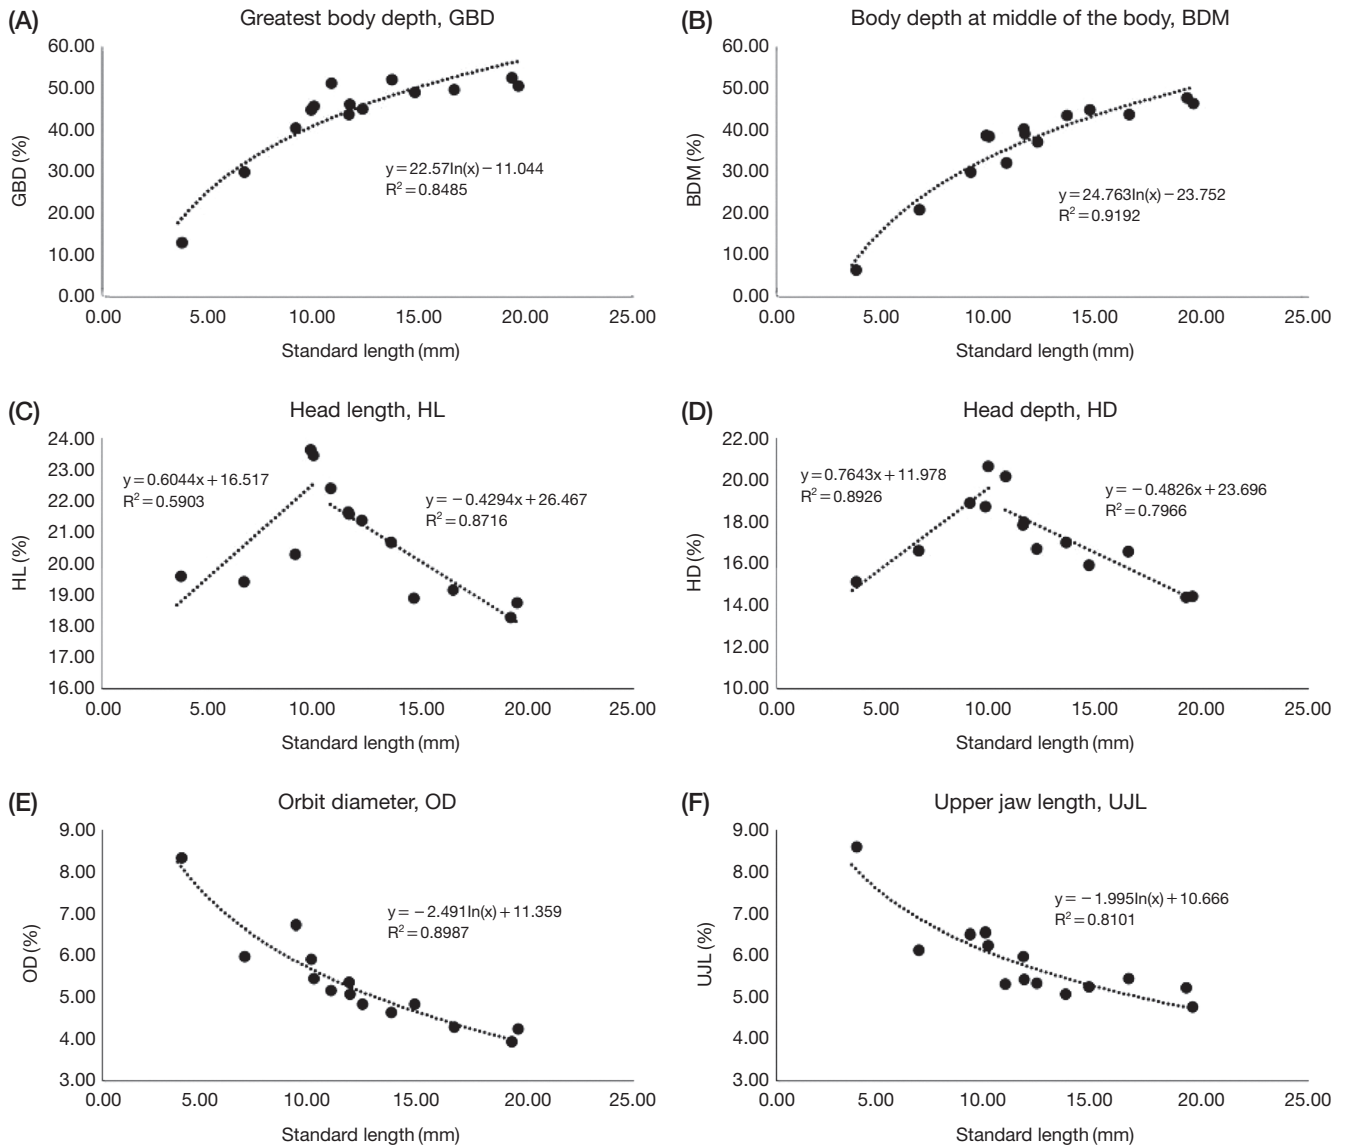 (A) Greatest body depth, GBD
60.00
50.00
40.00
30.00
20.00
10.00
0.00
GBD (%)
y=22.57ln(x)−11.044
R²=0.8485
0.00 5.00 10.00 15.00 20.00 25.00
Standard length (mm)
(B) Body depth at middle of the body, BDM
60.00
50.00
40.00
30.00
20.00
10.00
0.00
BDM (%)
y=24.763ln(x)−23.752
R²=0.9192
0.00 5.00 10.00 15.00 20.00 25.00
Standard length (mm)
(C) Head length, HL
24.00
23.00
22.00
21.00
20.00
19.00
18.00
17.00
16.00
HL (%)
y=0.6044x+16.517
R²=0.5903
y=−0.4294x+26.467
R²=0.8716
0.00 5.00 10.00 15.00 20.00 25.00
Standard length (mm)
(D) Head depth, HD
22.00
20.00
18.00
16.00
14.00
12.00
10.00
HD (%)
y=0.7643x+11.978
R²=0.8926
y=−0.4826x+23.696
R²=0.7966
0.00 5.00 10.00 15.00 20.00 25.00
Standard length (mm)
(E) Orbit diameter, OD
9.00
8.00
7.00
6.00
5.00
4.00
3.00
OD (%)
y=−2.491ln(x)+11.359
R²=0.8987
0.00 5.00 10.00 15.00 20.00 25.00
Standard length (mm)
(F) Upper jaw length, UJL
9.00
8.00
7.00
6.00
5.00
4.00
3.00
UJL (%)
y=−1.995ln(x)+10.666
R²=0.8101
0.00 5.00 10.00 15.00 20.00 25.00
Standard length (mm)